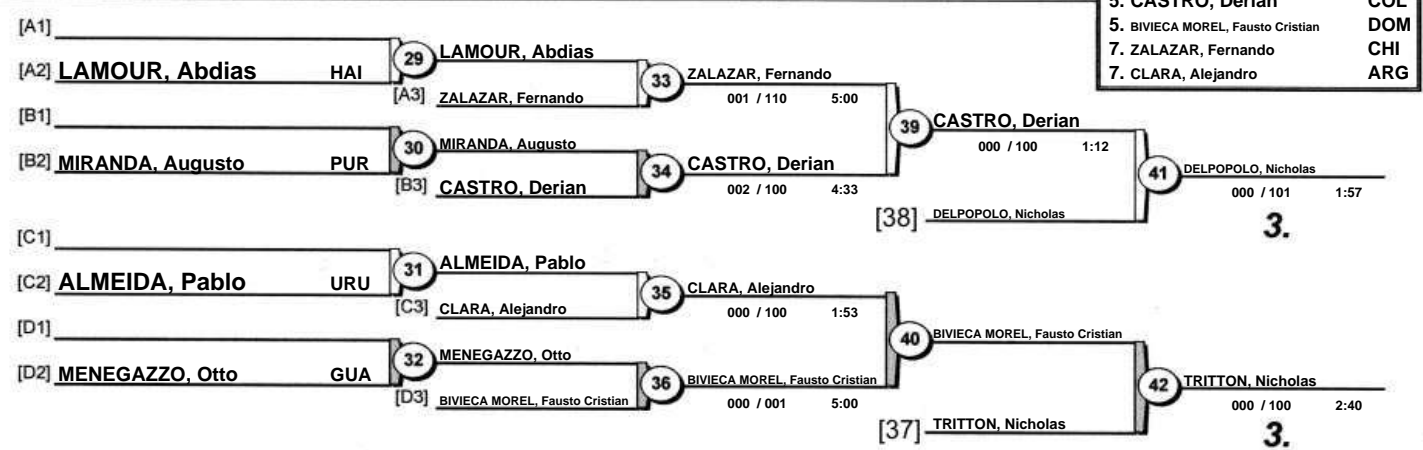 5. CASTRO, Derian COL
5. BIVIECA MOREL, Fausto Cristian DOM
7. ZALAZAR, Fernando CHI
7. CLARA, Alejandro ARG
[A1]
[A2] LAMOUR, Abdias HAI
29
LAMOUR, Abdias
[A3] ZALAZAR, Fernando
33
ZALAZAR, Fernando
001 / 110 5:00
[B1]
[B2] MIRANDA, Augusto PUR
30
MIRANDA, Augusto
[B3] CASTRO, Derian
34
CASTRO, Derian
002 / 100 4:33
39
CASTRO, Derian
000 / 100 1:12
[38] DELPOPOLO, Nicholas
41
DELPOPOLO, Nicholas
000 / 101 1:57
3.
[C1]
[C2] ALMEIDA, Pablo URU
31
ALMEIDA, Pablo
[C3] CLARA, Alejandro
35
CLARA, Alejandro
000 / 100 1:53
[D1]
[D2] MENEGAZZO, Otto GUA
32
MENEGAZZO, Otto
[D3] BIVIECA MOREL, Fausto Cristian
36
BIVIECA MOREL, Fausto Cristian
000 / 001 5:00
40
BIVIECA MOREL, Fausto Cristian
[37] TRITTON, Nicholas
42
TRITTON, Nicholas
000 / 100 2:40
3.